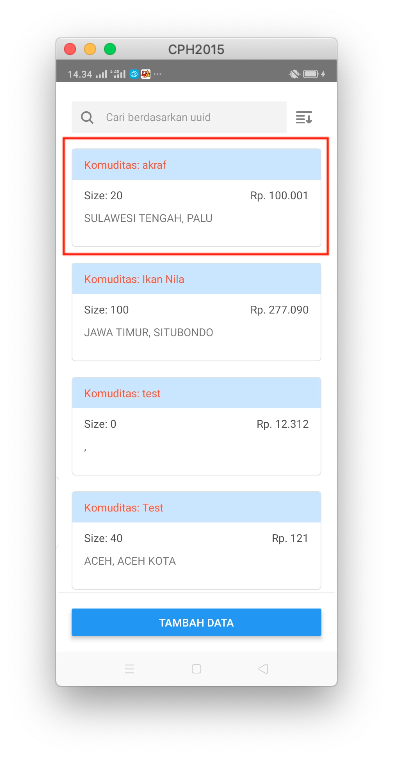 CPH2015
14.34
Cari berdasarkan uuid
Komuditas: akraf
Size: 20 Rp. 100.001
SULAWESI TENGAH, PALU
Komuditas: Ikan Nila
Size: 100 Rp. 277.090
JAWA TIMUR, SITUBONDO
Komuditas: test
Size: 0 Rp. 12.312
,
Komuditas: Test
Size: 40 Rp. 121
ACEH, ACEH KOTA
TAMBAH DATA